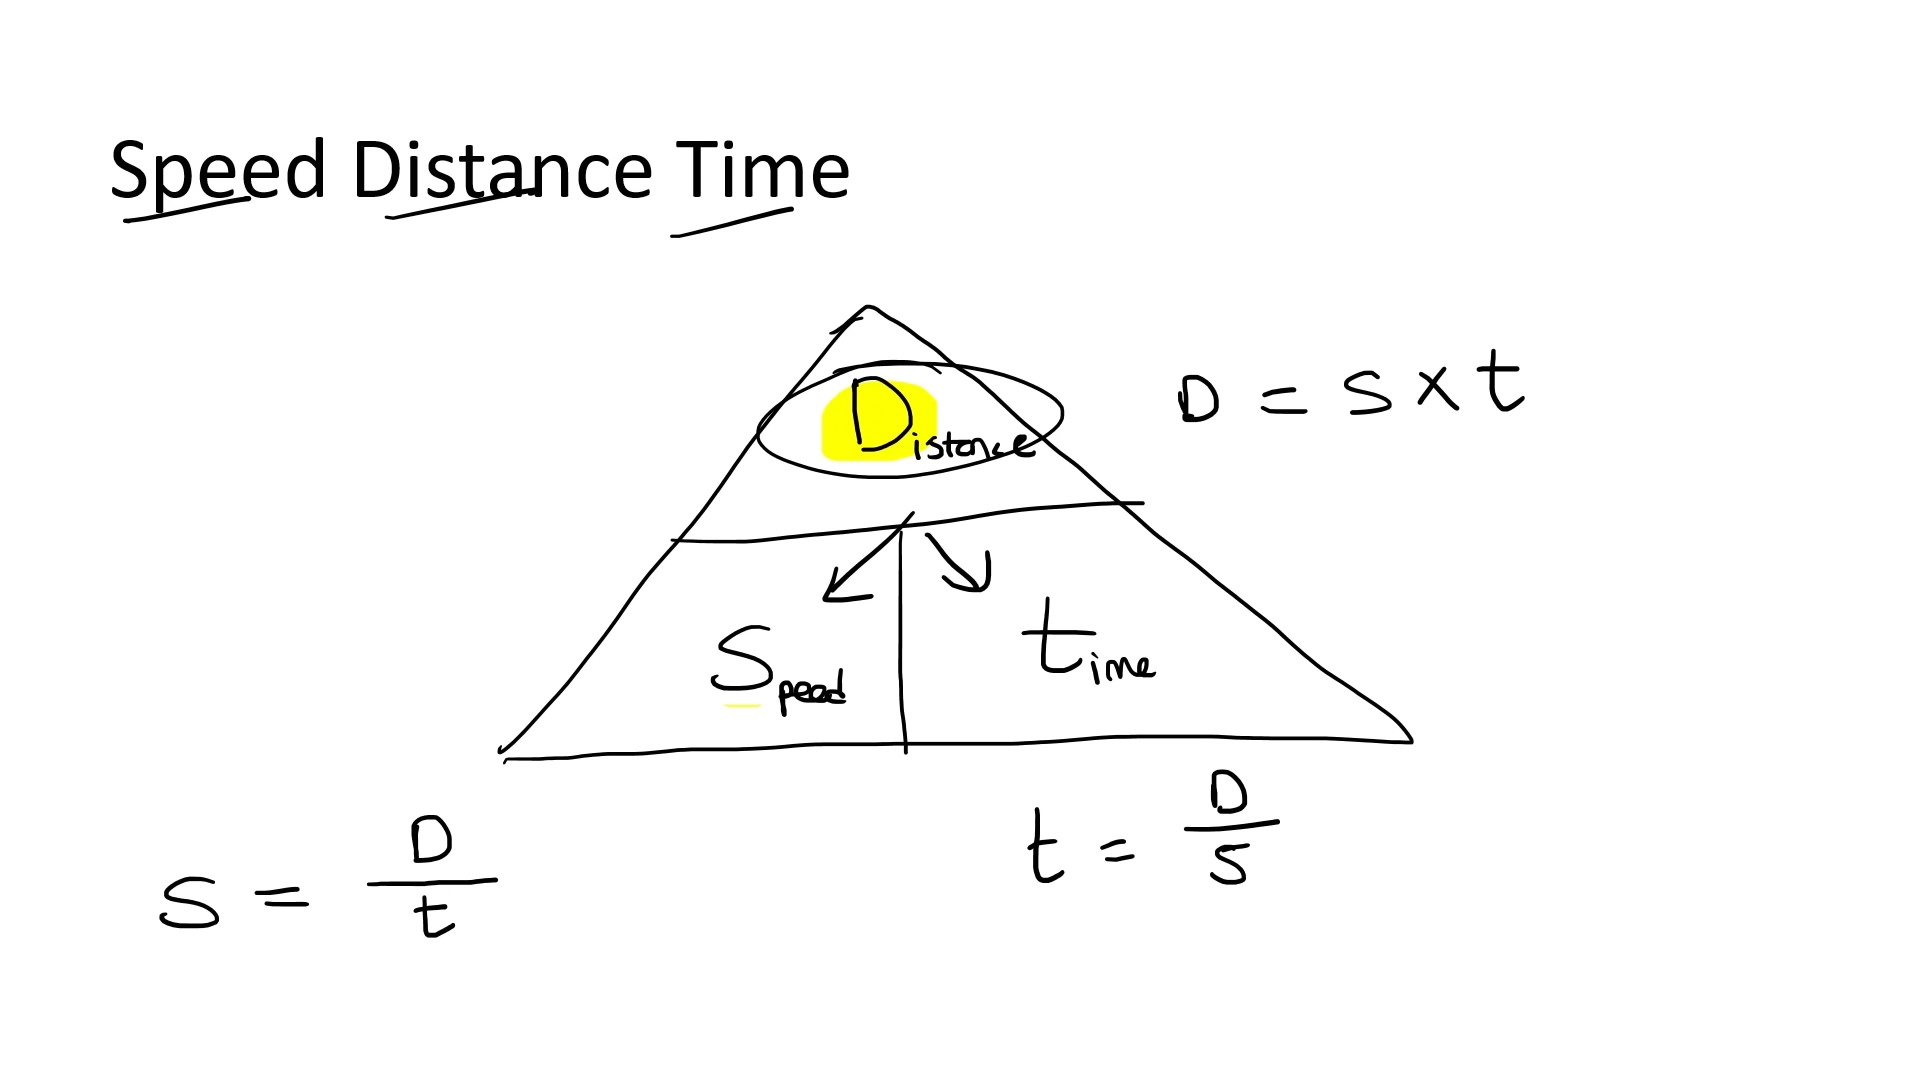 Speed Distance Time
Distance
D = S x t
Speed
time
S = D/t
t = D/S